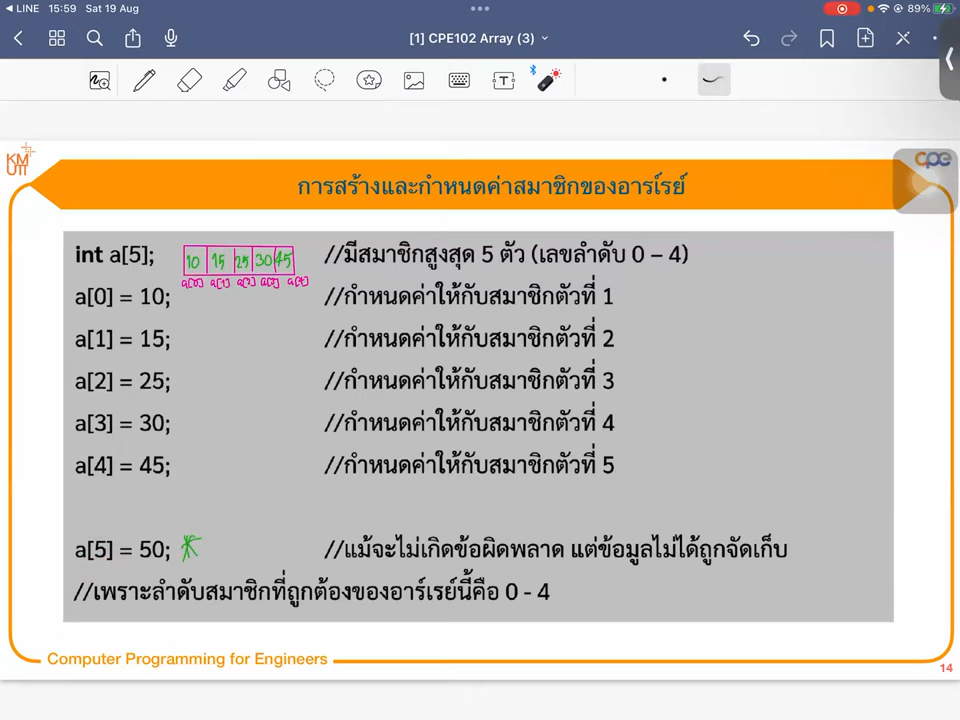 LINE 15:59 Sat 19 Aug 89%
[1] CPE102 Array (3)
KMUTT
cpe
การสร้างและกำหนดค่าสมาชิกของอาร์เรย์
int a[5]; 10 15 25 30 45 //มีสมาชิกสูงสุด 5 ตัว (เลขลำดับ 0 – 4)
a[0] a[1] a[2] a[3] a[4]
a[0] = 10; //กำหนดค่าให้กับสมาชิกตัวที่ 1
a[1] = 15; //กำหนดค่าให้กับสมาชิกตัวที่ 2
a[2] = 25; //กำหนดค่าให้กับสมาชิกตัวที่ 3
a[3] = 30; //กำหนดค่าให้กับสมาชิกตัวที่ 4
a[4] = 45; //กำหนดค่าให้กับสมาชิกตัวที่ 5
a[5] = 50; //แม้จะไม่เกิดข้อผิดพลาด แต่ข้อมูลไม่ได้ถูกจัดเก็บ
//เพราะลำดับสมาชิกที่ถูกต้องของอาร์เรย์นี้คือ 0 - 4
Computer Programming for Engineers
14